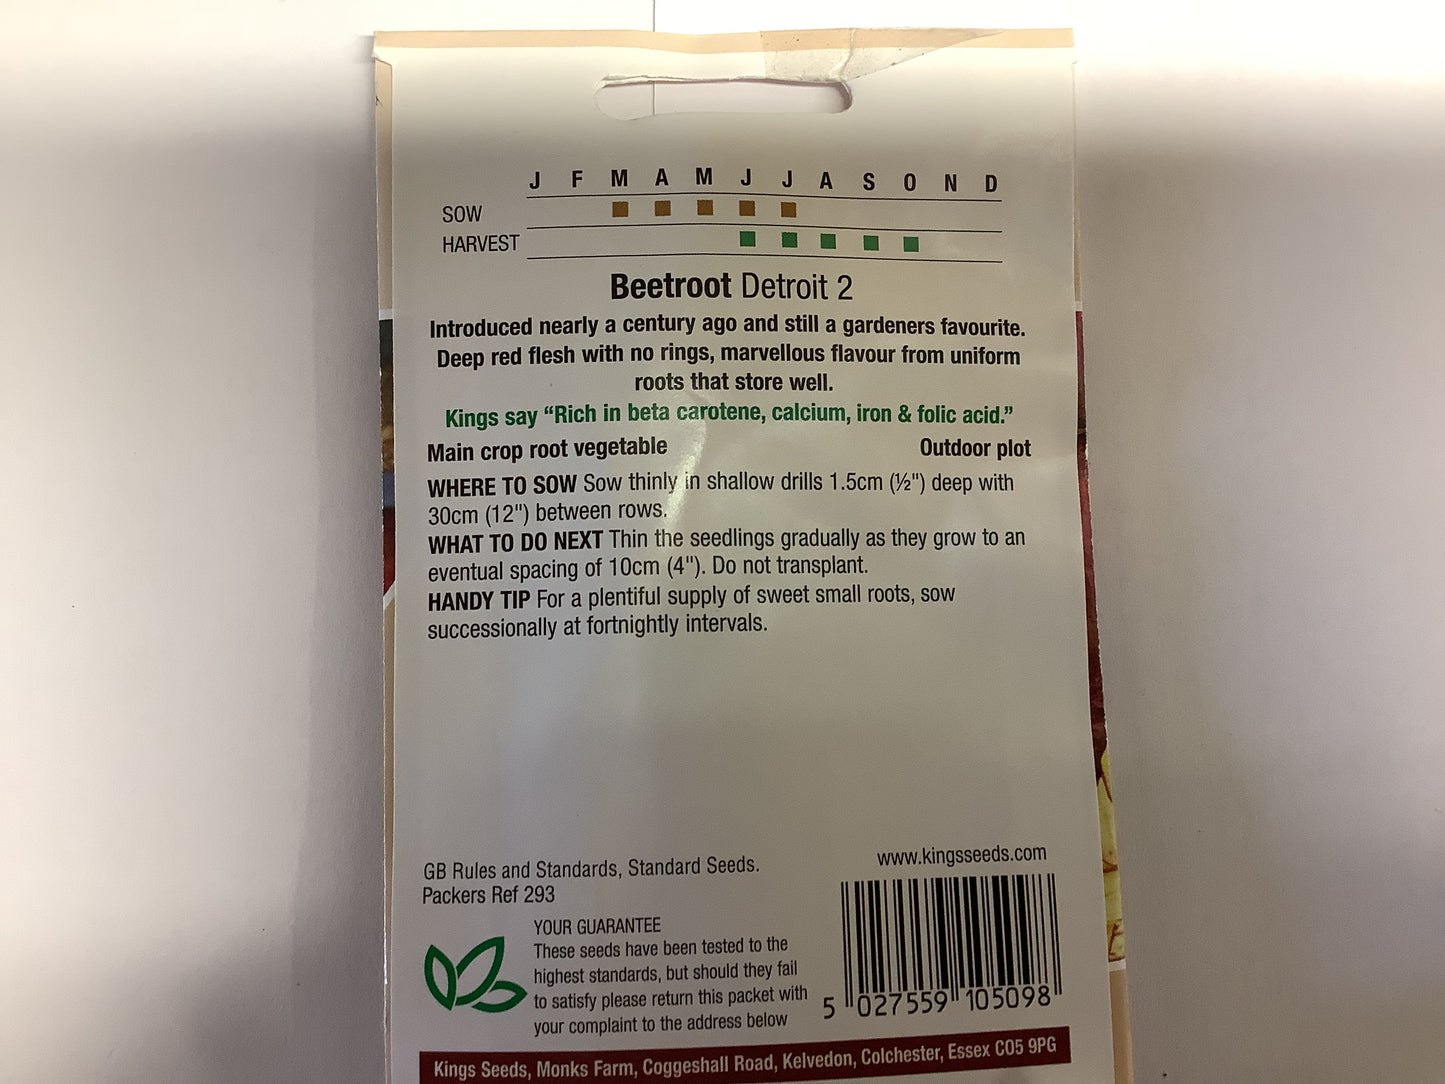 J F M A M J J A S O N D
SOW
HARVEST
Beetroot Detroit 2
Introduced nearly a century ago and still a gardeners favourite.
Deep red flesh with no rings, marvellous flavour from uniform
roots that store well.
Kings say “Rich in beta carotene, calcium, iron & folic acid.”
Main crop root vegetable Outdoor plot
WHERE TO SOW Sow thinly in shallow drills 1.5cm (½") deep with
30cm (12") between rows.
WHAT TO DO NEXT Thin the seedlings gradually as they grow to an
eventual spacing of 10cm (4"). Do not transplant.
HANDY TIP For a plentiful supply of sweet small roots, sow
successionally at fortnightly intervals.
GB Rules and Standards, Standard Seeds.
Packers Ref 293
www.kingsseeds.com
YOUR GUARANTEE
These seeds have been tested to the
highest standards, but should they fail
to satisfy please return this packet with
your complaint to the address below
5 027559 105098
Kings Seeds, Monks Farm, Coggeshall Road, Kelvedon, Colchester, Essex CO5 9PG